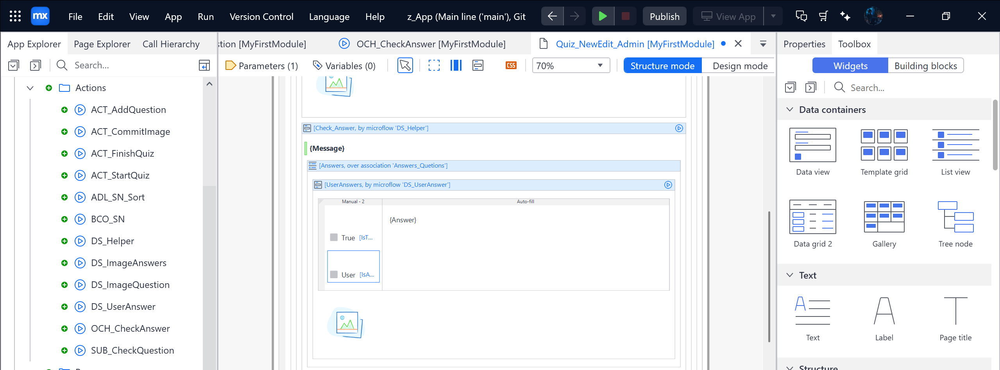 mx File Edit View App Run Version Control Language Help z_App (Main line ('main'), Git Publish View App
App Explorer Page Explorer Call Hierarchy stion [MyFirstModule] OCH_CheckAnswer [MyFirstModule] Quiz_NewEdit_Admin [MyFirstModule] Properties Toolbox
Search... Parameters (1) Variables (0) CSS 70% Structure mode Design mode Widgets Building blocks
Search...
Actions
ACT_AddQuestion
ACT_CommitImage
ACT_FinishQuiz
ACT_StartQuiz
ADL_SN_Sort
BCO_SN
DS_Helper
DS_ImageAnswers
DS_ImageQuestion
DS_UserAnswer
OCH_CheckAnswer
SUB_CheckQuestion
[Check_Answer, by microflow 'DS_Helper']
{Message}
[Answers, over association 'Answers_Quetions']
[UserAnswers, by microflow 'DS_UserAnswer']
Manual - 2 Auto-fill
{Answer}
True [IsT...
User [IsA...
Data containers
Data view Template grid List view
Data grid 2 Gallery Tree node
Text
Text Label Page title
Structure